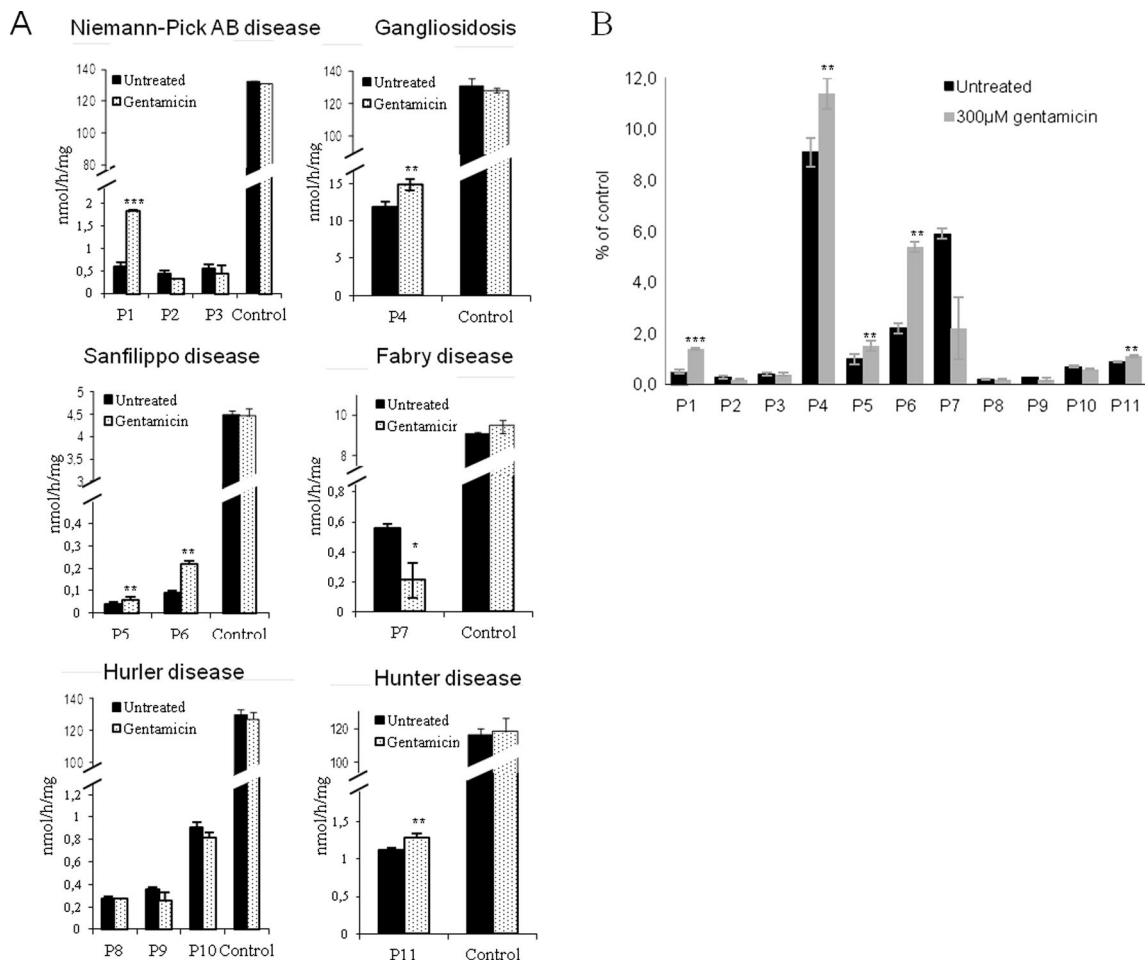 A
Niemann-Pick AB disease
Untreated
Gentamicin
nmol/h/mg
140
120
100
80
2
1,5
1
0,5
0
***
P1 P2 P3 Control
Gangliosidosis
Untreated
Gentamicin
nmol/h/mg
140
120
100
15
10
5
0
**
P4 Control
Sanfilippo disease
Untreated
Gentamicin
nmol/h/mg
5
4.5
4
3.5
3
0,4
0,3
0,2
0,1
0
**
**
P5 P6 Control
Fabry disease
Untreated
Gentamicin
nmol/h/mg
10
8
0,8
0,6
0,4
0,2
0
*
P7 Control
Hurler disease
Untreated
Gentamicin
nmol/h/mg
140
130
120
110
100
1,2
1
0,8
0,6
0,4
0,2
0
P8 P9 P10 Control
Hunter disease
Untreated
Gentamicin
nmol/h/mg
120
100
1,5
1
0,5
0
**
P11 Control
B
Untreated
300µM gentamicin
% of control
12,0
10,0
8,0
6,0
4,0
2,0
0,0
***
**
**
**
**
P1 P2 P3 P4 P5 P6 P7 P8 P9 P10 P11